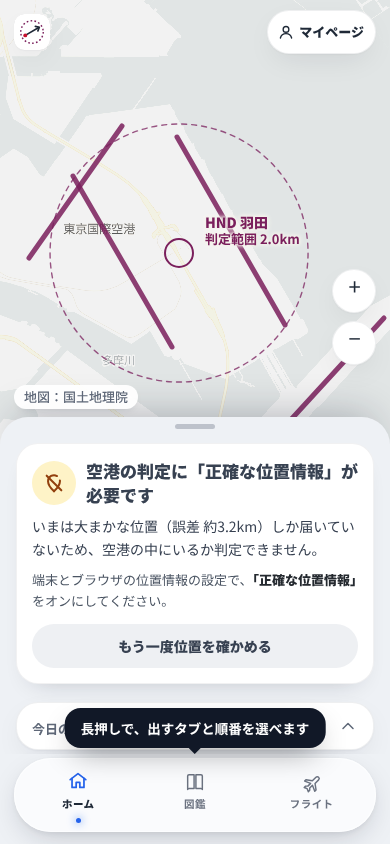 マイページ
HND 羽田
判定範囲 2.0km
東京国際空港
多摩川
+
−
地図：国土地理院
空港の判定に「正確な位置情報」が
必要です
いまは大まかな位置（誤差 約3.2km）しか届いてい
ないため、空港の中にいるか判定できません。
端末とブラウザの位置情報の設定で、「正確な位置情報」
をオンにしてください。
もう一度位置を確かめる
今日の
長押しで、出すタブと順番を選べます
ホーム
図鑑
フライト